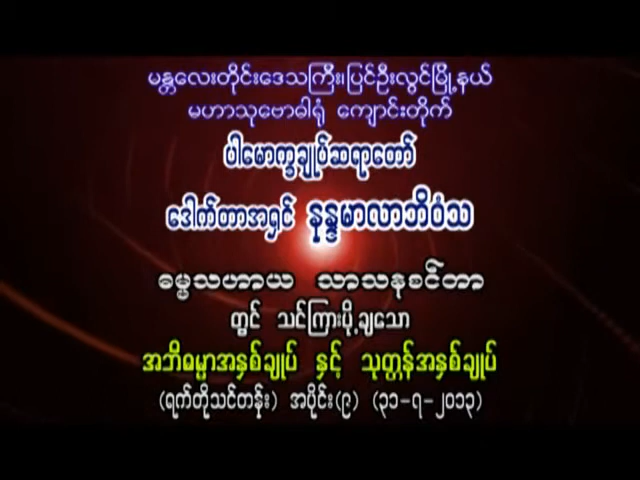 မန္တလေးတိုင်းဒေသကြီး၊ပြင်ဦးလွင်မြို့နယ်
မဟာသုဗောဓါရုံ ကျောင်းတိုက်
ပါမောက္ခချုပ်ဆရာတော်
ဒေါက်တာအရှင် နန္ဒမာလာဘိဝံသ
ဓမ္မသဟာယ သာသနစင်တာ
တွင် သင်ကြားပို့ချသော
အဘိဓမ္မာအနှစ်ချုပ် နှင့် သုတ္တန်အနှစ်ချုပ်
(ရက်တိုသင်တန်း) အပိုင်း(၉) (၃၁-၇-၂၀၁၃)